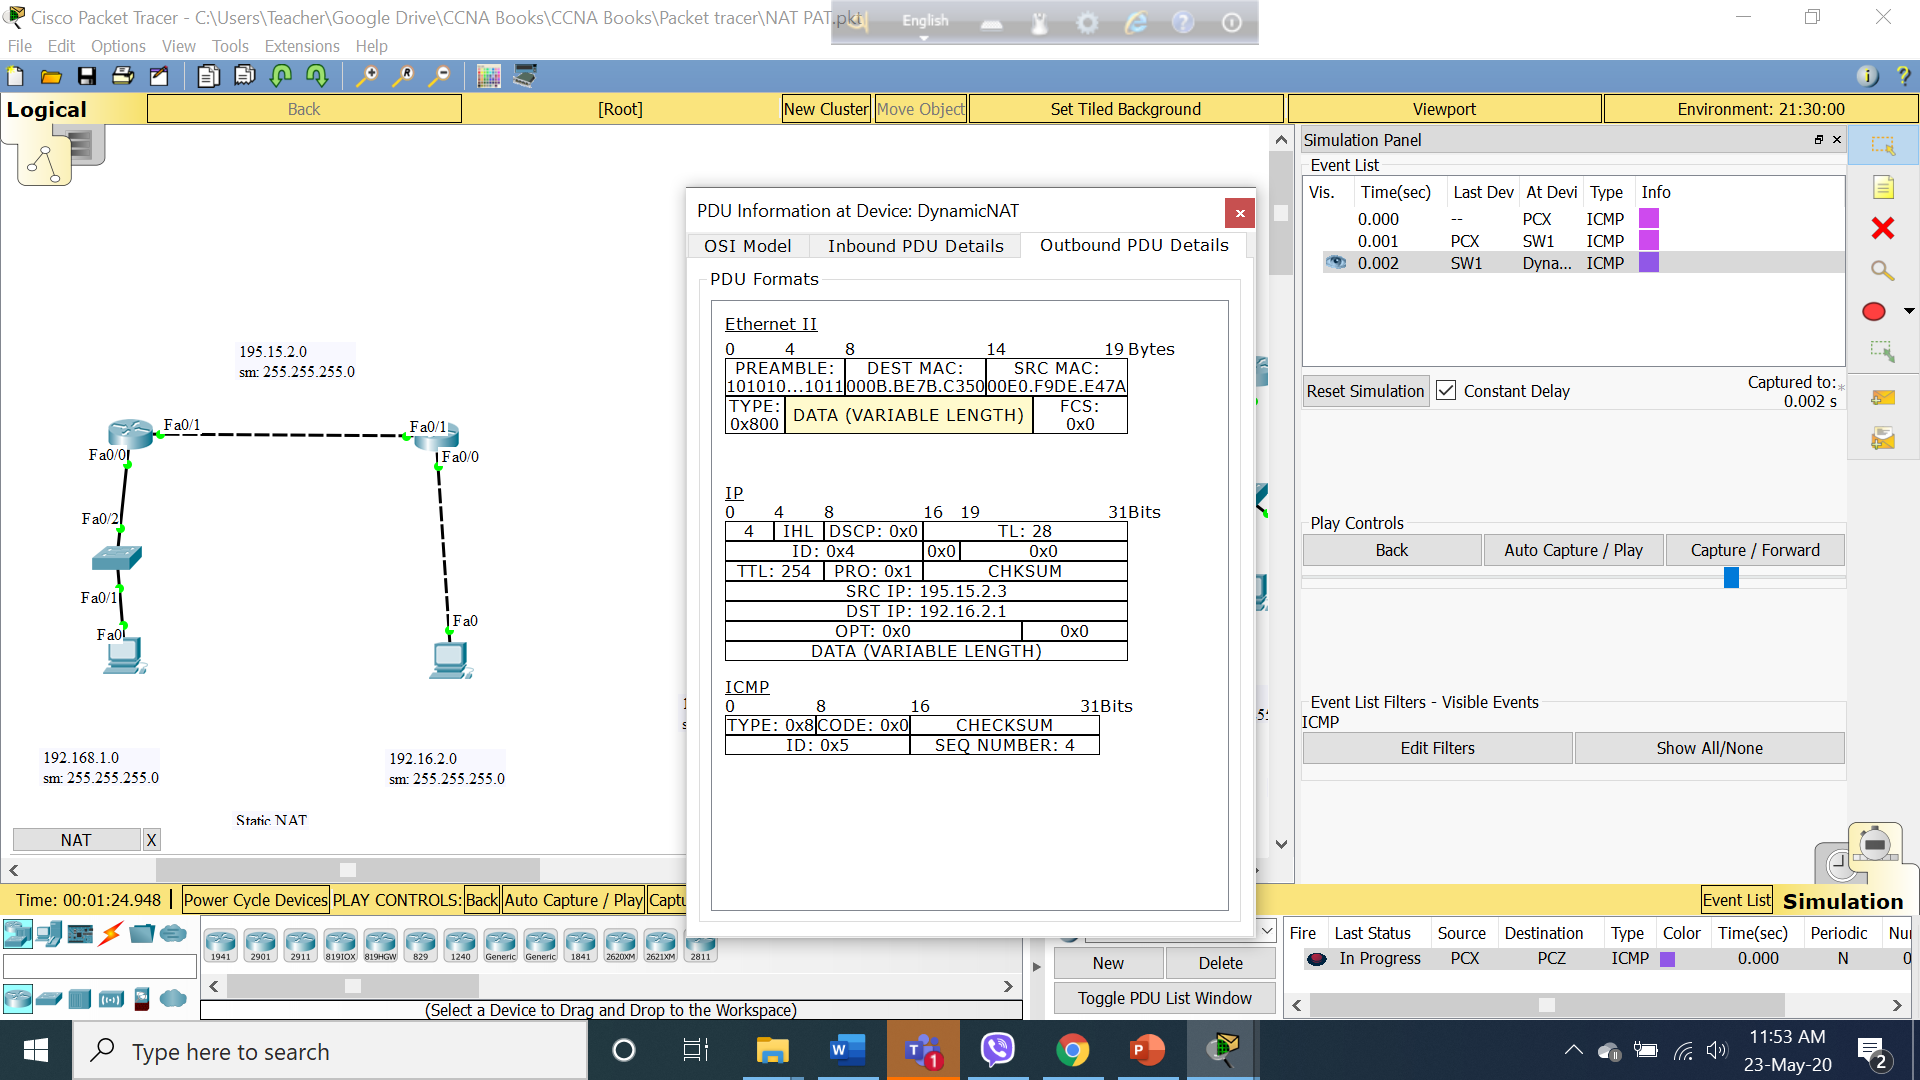 Cisco Packet Tracer - C:\Users\Teacher\Google Drive\CCNA Books\CCNA Books\Packet tracer\NAT PAT.pkt
English
File Edit Options View Tools Extensions Help
Logical
Back
[Root]
New Cluster
Move Object
Set Tiled Background
Viewport
Environment: 21:30:00
195.15.2.0
sm: 255.255.255.0
Fa0/1
Fa0/1
Fa0/0
Fa0/0
Fa0/2
Fa0/1
Fa0
Fa0
192.168.1.0
sm: 255.255.255.0
192.16.2.0
sm: 255.255.255.0
Static NAT
NAT X
PDU Information at Device: DynamicNAT
x
OSI Model Inbound PDU Details Outbound PDU Details
PDU Formats
Ethernet II
0 4 8 14 19 Bytes
PREAMBLE: DEST MAC: SRC MAC:
101010...1011 000B.BE7B.C350 00E0.F9DE.E47A
TYPE: DATA (VARIABLE LENGTH) FCS:
0x800 0x0
IP
0 4 8 16 19 31 Bits
4 IHL DSCP: 0x0 TL: 28
ID: 0x4 0x0 0x0
TTL: 254 PRO: 0x1 CHKSUM
SRC IP: 195.15.2.3
DST IP: 192.16.2.1
OPT: 0x0 0x0
DATA (VARIABLE LENGTH)
ICMP
0 8 16 31 Bits
TYPE: 0x8 CODE: 0x0 CHECKSUM
ID: 0x5 SEQ NUMBER: 4
Simulation Panel
Event List
Vis. Time(sec) Last Dev At Devi Type Info
0.000 -- PCX ICMP
0.001 PCX SW1 ICMP
0.002 SW1 Dyna... ICMP
Reset Simulation Constant Delay Captured to:*
0.002 s
Play Controls
Back Auto Capture / Play Capture / Forward
Event List Filters - Visible Events
ICMP
Edit Filters Show All/None
Time: 00:01:24.948 Power Cycle Devices PLAY CONTROLS: Back Auto Capture / Play Captu
Event List Simulation
1941 2901 2911 819IOX 819HGW 829 1240 Generic Generic 1841 2620XM 2621XM 2811
(Select a Device to Drag and Drop to the Workspace)
New Delete
Toggle PDU List Window
Fire Last Status Source Destination Type Color Time(sec) Periodic Nu
In Progress PCX PCZ ICMP 0.000 N 0
Type here to search
1
11:53 AM
23-May-20
2